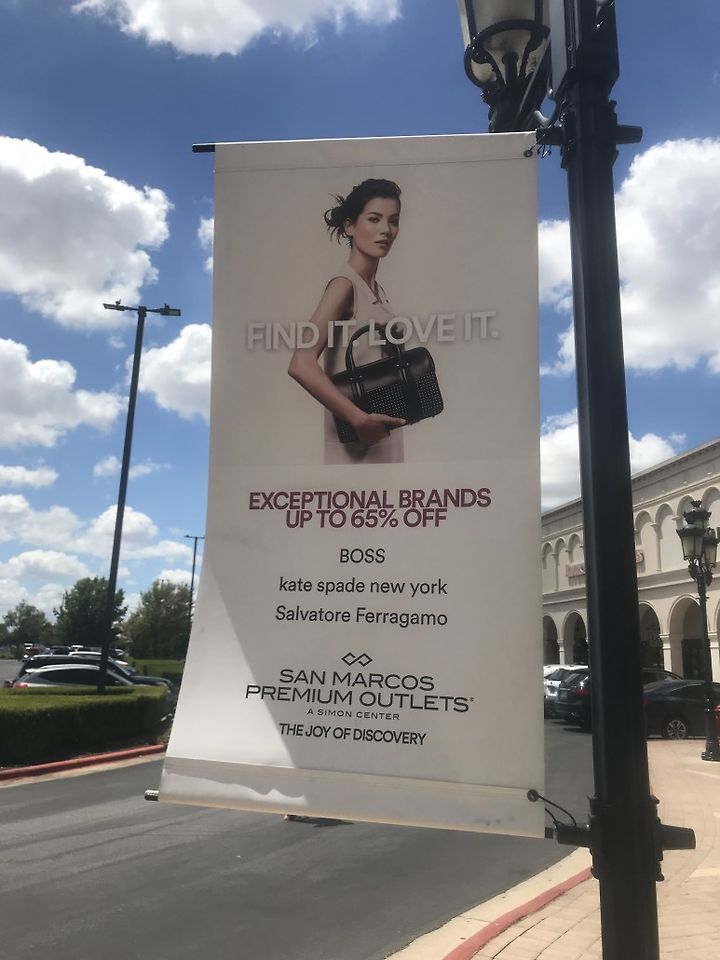 FIND IT. LOVE IT.
EXCEPTIONAL BRANDS
UP TO 65% OFF
BOSS
kate spade new york
Salvatore Ferragamo
SAN MARCOS
PREMIUM OUTLETS®
A SIMON CENTER
THE JOY OF DISCOVERY